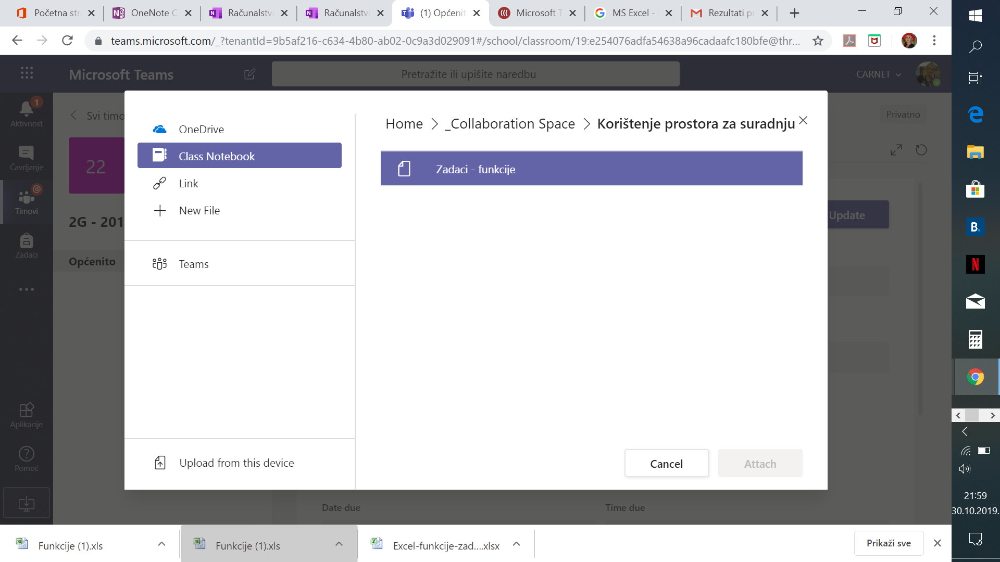 Početna str
OneNote C
Računalstvo
Računalstvo
(1) Općenit
Microsoft T
MS Excel -
Rezultati p
teams.microsoft.com/_?tenantId=9b5af216-c634-4b80-ab02-0c9a3d029091#/school/classroom/19:e254076adfa54638a96cadaafc180bfe@thr...
Microsoft Teams
Pretražite ili upišite naredbu
CARNET
1
Aktivnost
Čavrljanje
@
Timovi
Zadaci
Aplikacije
Pomoć
Svi timo
22
2G - 201
Općenito
Privatno
Update
OneDrive
Class Notebook
Link
New File
Teams
Upload from this device
Home > _Collaboration Space > Korištenje prostora za suradnju
Zadaci - funkcije
Cancel
Attach
Date due
Time due
B.
N
21:59
30.10.2019.
Funkcije (1).xls
Funkcije (1).xls
Excel-funkcije-zad....xlsx
Prikaži sve